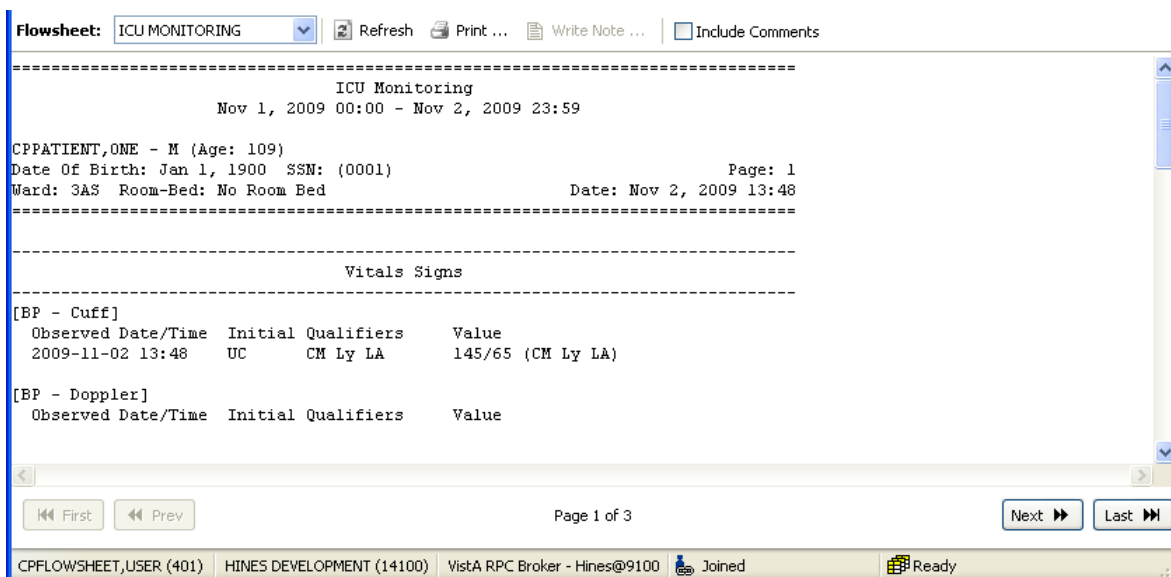 Flowsheet: ICU MONITORING Refresh Print ... Write Note ... Include Comments
================================================================================
ICU Monitoring
Nov 1, 2009 00:00 - Nov 2, 2009 23:59
CPPATIENT,ONE - M (Age: 109)
Date Of Birth: Jan 1, 1900 SSN: (0001) Page: 1
Ward: 3AS Room-Bed: No Room Bed Date: Nov 2, 2009 13:48
================================================================================
--------------------------------------------------------------------------------
Vitals Signs
--------------------------------------------------------------------------------
[BP - Cuff]
Observed Date/Time Initial Qualifiers Value
2009-11-02 13:48 UC CM Ly LA 145/65 (CM Ly LA)
[BP - Doppler]
Observed Date/Time Initial Qualifiers Value
First Prev Page 1 of 3 Next Last
CPFLOWSHEET,USER (401) HINES DEVELOPMENT (14100) VistA RPC Broker - Hines@9100 Joined Ready